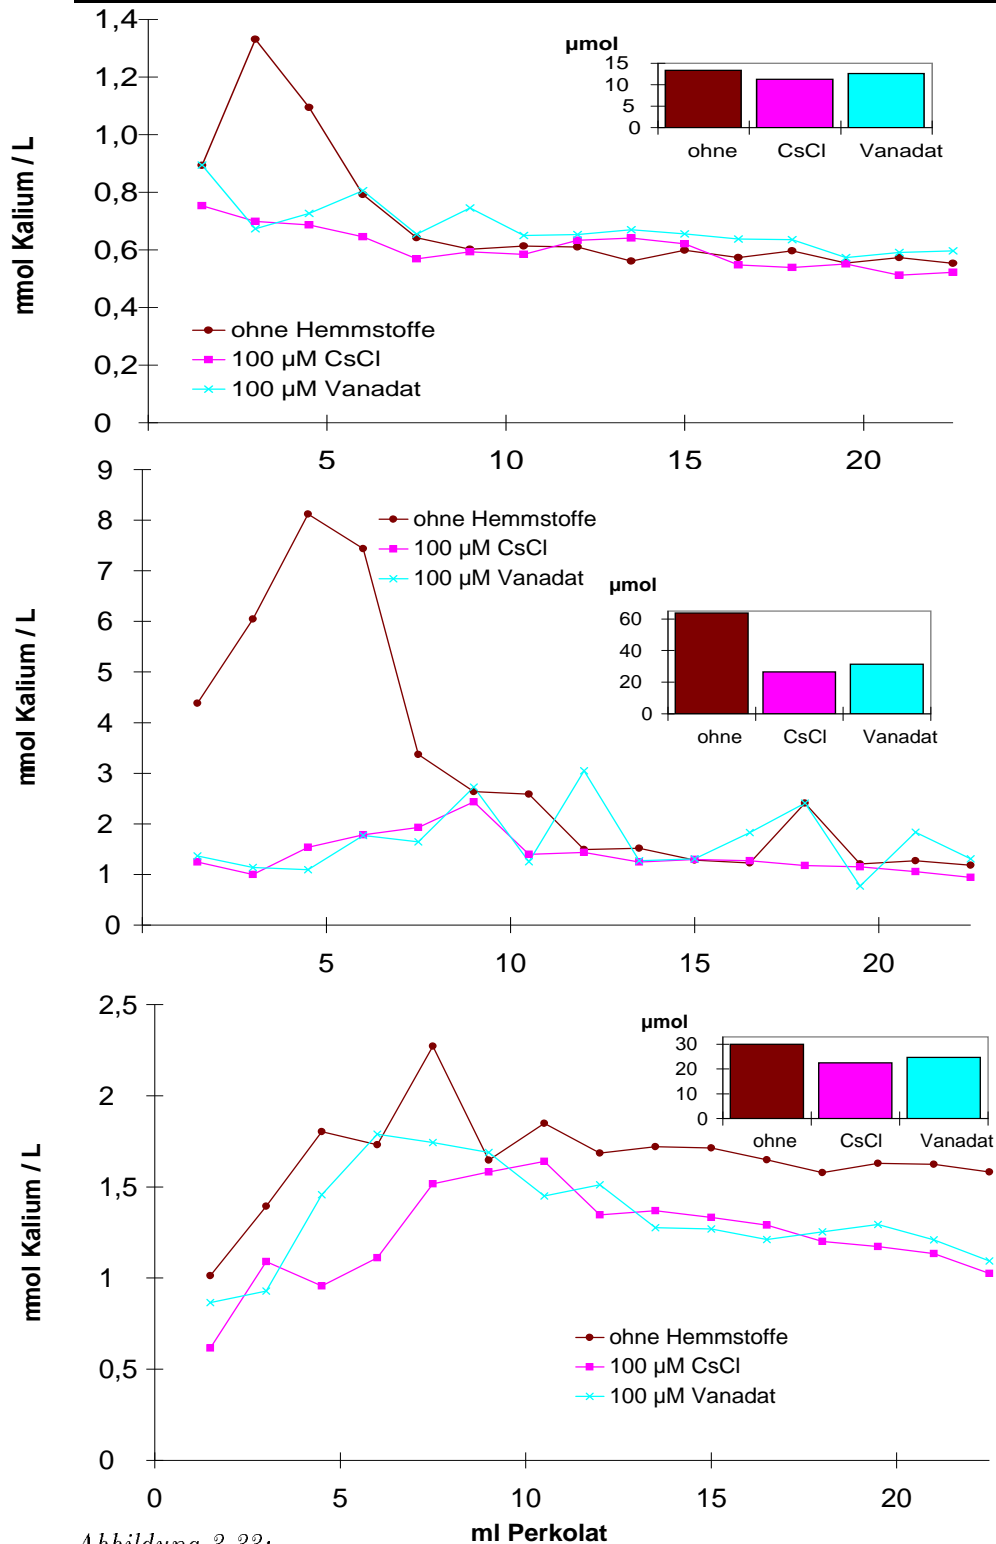 1,4
1,2
1,0
0,8
0,6
0,4
0,2
0
mmol Kalium / L
5
10
15
20
ohne Hemmstoffe
100 µM CsCl
100 µM Vanadat
µmol
15
10
5
0
ohne
CsCl
Vanadat
9
8
7
6
5
4
3
2
1
0
mmol Kalium / L
5
10
15
20
ohne Hemmstoffe
100 µM CsCl
100 µM Vanadat
µmol
60
40
20
0
ohne
CsCl
Vanadat
2,5
2
1,5
1
0,5
0
mmol Kalium / L
0
5
10
15
20
µmol
30
20
10
0
ohne
CsCl
Vanadat
ohne Hemmstoffe
100 µM CsCl
100 µM Vanadat
ml Perkolat
Abbildung